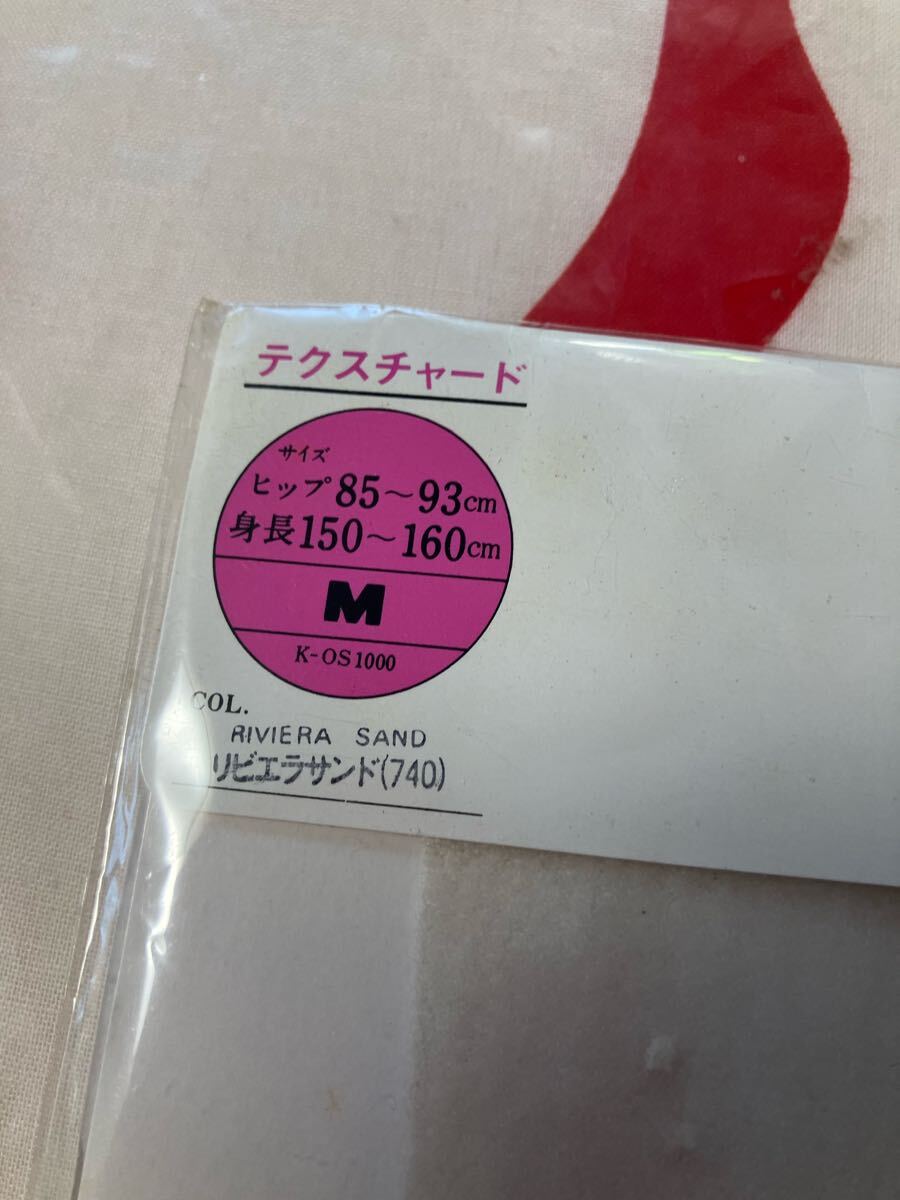 テクスチャード
サイズ
ヒップ85〜93cm
身長150〜160cm
M
K-OS1000
COL.
RIVIERA SAND
リビエラサンド(740)